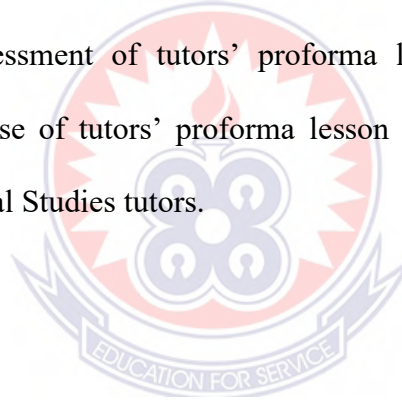 essment of tutors’ proforma l
se of tutors’ proforma lesson
al Studies tutors.
EDUCATION FOR SERVICE